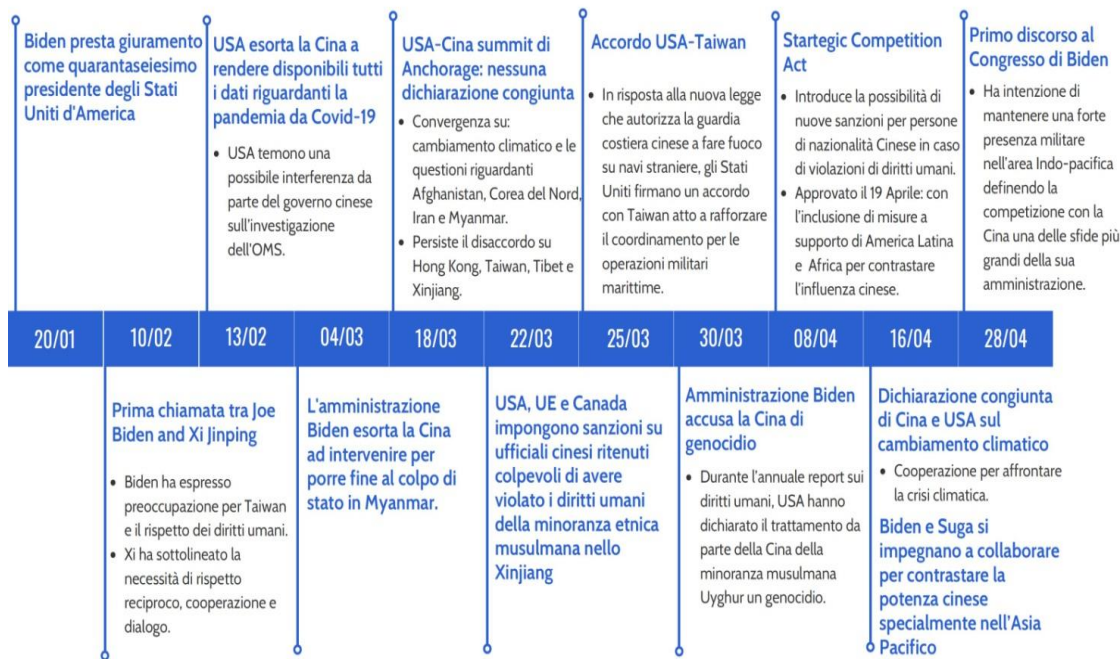 Biden presta giuramento
come quarantaseiesimo
presidente degli Stati
Uniti d'America
USA esorta la Cina a
rendere disponibili tutti
i dati riguardanti la
pandemia da Covid-19
• USA temono una
possibile interferenza da
parte del governo cinese
sull'investigazione
dell'OMS.
USA-Cina summit di
Anchorage: nessuna
dichiarazione congiunta
• Convergenza su:
cambiamento climatico e le
questioni riguardanti
Afghanistan, Corea del Nord,
Iran e Myanmar.
• Persiste il disaccordo su
Hong Kong, Taiwan, Tibet e
Xinjiang.
Accordo USA-Taiwan
• In risposta alla nuova legge
che autorizza la guardia
costiera cinese a fare fuoco
su navi straniere, gli Stati
Uniti firmano un accordo
con Taiwan atto a rafforzare
il coordinamento per le
operazioni militari
marittime.
Startegic Competition
Act
• Introduce la possibilità di
nuove sanzioni per persone
di nazionalità Cinese in caso
di violazioni di diritti umani.
• Approvato il 19 Aprile: con
l'inclusione di misure a
supporto di America Latina
e Africa per contrastare
l'influenza cinese.
Primo discorso al
Congresso di Biden
• Ha intenzione di
mantenere una forte
presenza militare
nell'area Indo-pacifica
definendo la
competizione con la
Cina una delle sfide più
grandi della sua
amministrazione.
20/01 10/02 13/02 04/03 18/03 22/03 25/03 30/03 08/04 16/04 28/04
Prima chiamata tra Joe
Biden and Xi Jinping
• Biden ha espresso
preoccupazione per Taiwan
e il rispetto dei diritti umani.
• Xi ha sottolineato la
necessità di rispetto
reciproco, cooperazione e
dialogo.
L'amministrazione
Biden esorta la Cina
ad intervenire per
porre fine al colpo di
stato in Myanmar.
USA, UE e Canada
impongono sanzioni su
ufficiali cinesi ritenuti
colpevoli di avere
violato i diritti umani
della minoranza etnica
musulmana nello
Xinjiang
Amministrazione Biden
accusa la Cina di
genocidio
• Durante l'annuale report sui
diritti umani, USA hanno
dichiarato il trattamento da
parte della Cina della
minoranza musulmana
Uyghur un genocidio.
Dichiarazione congiunta
di Cina e USA sul
cambiamento climatico
• Cooperazione per affrontare
la crisi climatica.
Biden e Suga si
impegnano a collaborare
per contrastare la
potenza cinese
specialmente nell'Asia
Pacifico